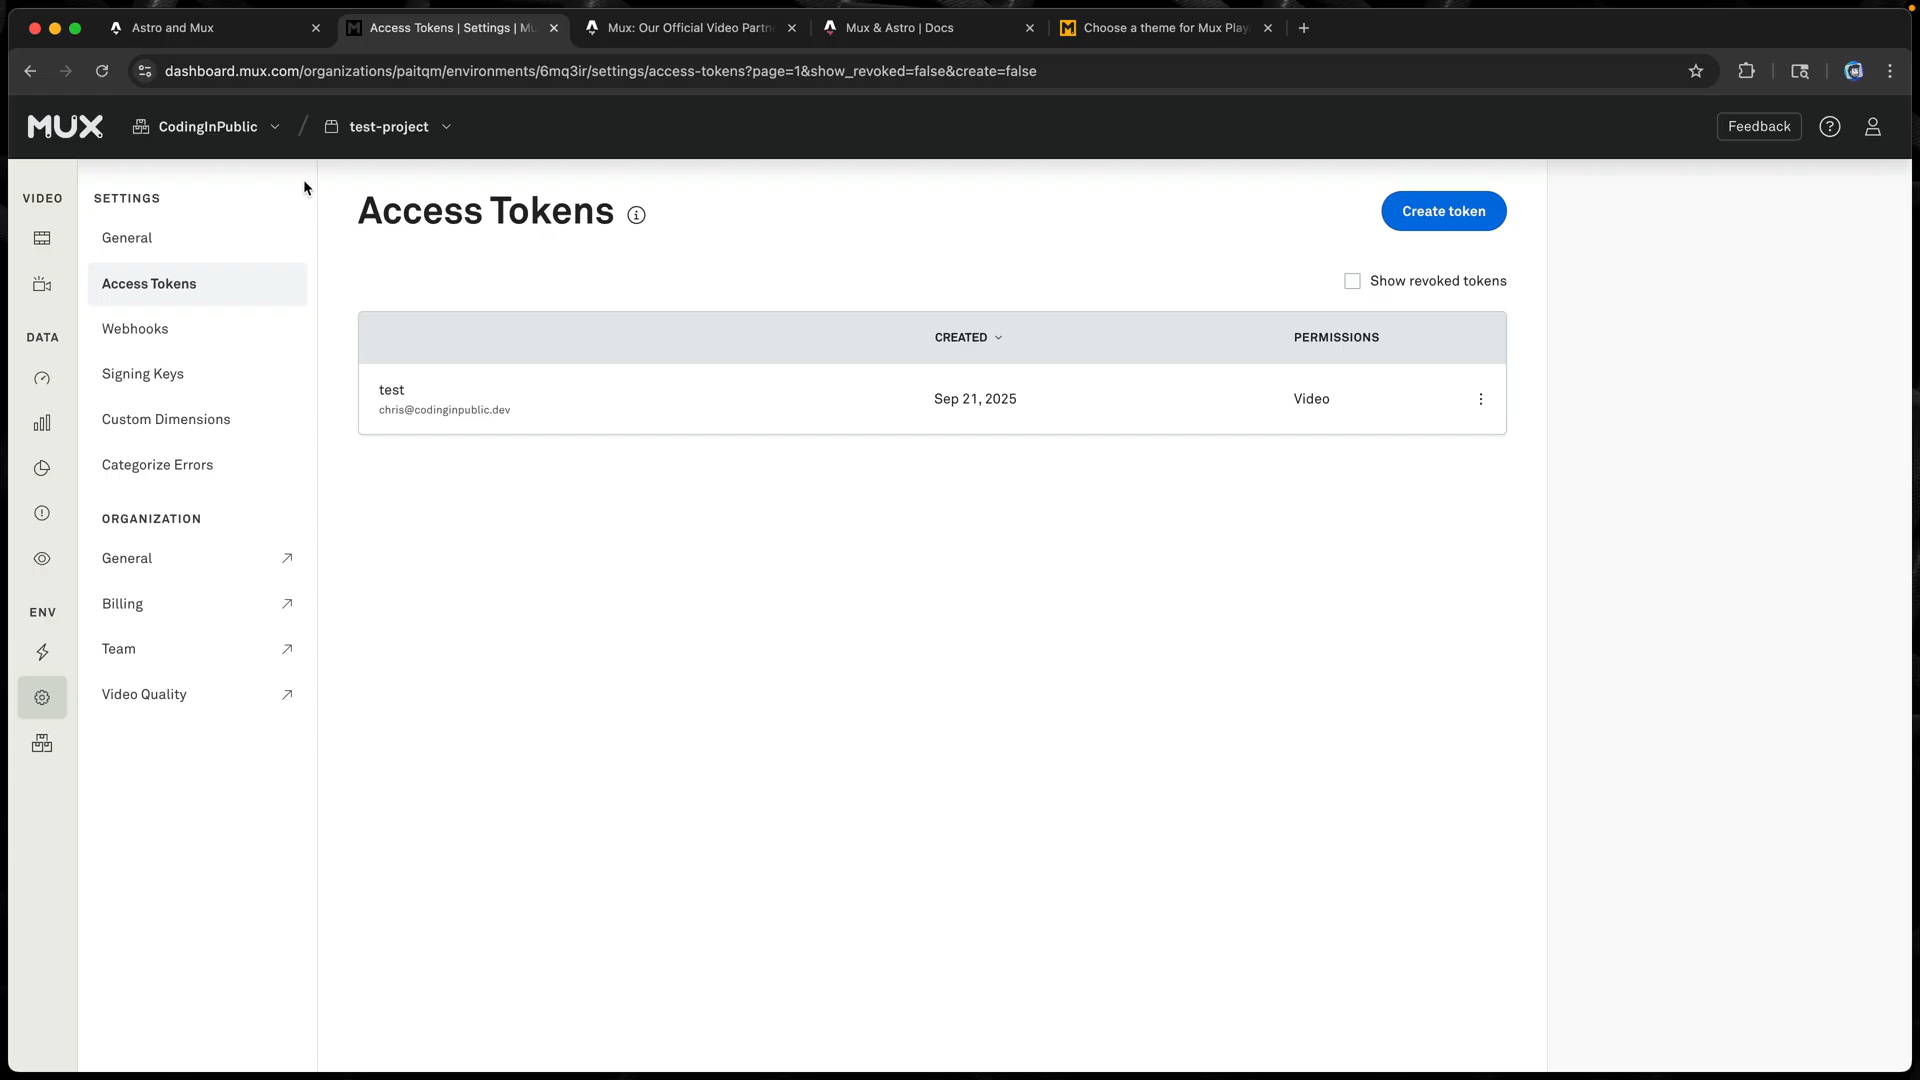 Astro and Mux
Access Tokens | Settings | Mu
Mux: Our Official Video Partn
Mux & Astro | Docs
Choose a theme for Mux Play
dashboard.mux.com/organizations/paitqm/environments/6mq3ir/settings/access-tokens?page=1&show_revoked=false&create=false
MUX
CodingInPublic
/
test-project
Feedback
VIDEO
DATA
ENV
SETTINGS
General
Access Tokens
Webhooks
Signing Keys
Custom Dimensions
Categorize Errors
ORGANIZATION
General
Billing
Team
Video Quality
Access Tokens
Create token
Show revoked tokens
CREATED
PERMISSIONS
test
chris@codinginpublic.dev
Sep 21, 2025
Video